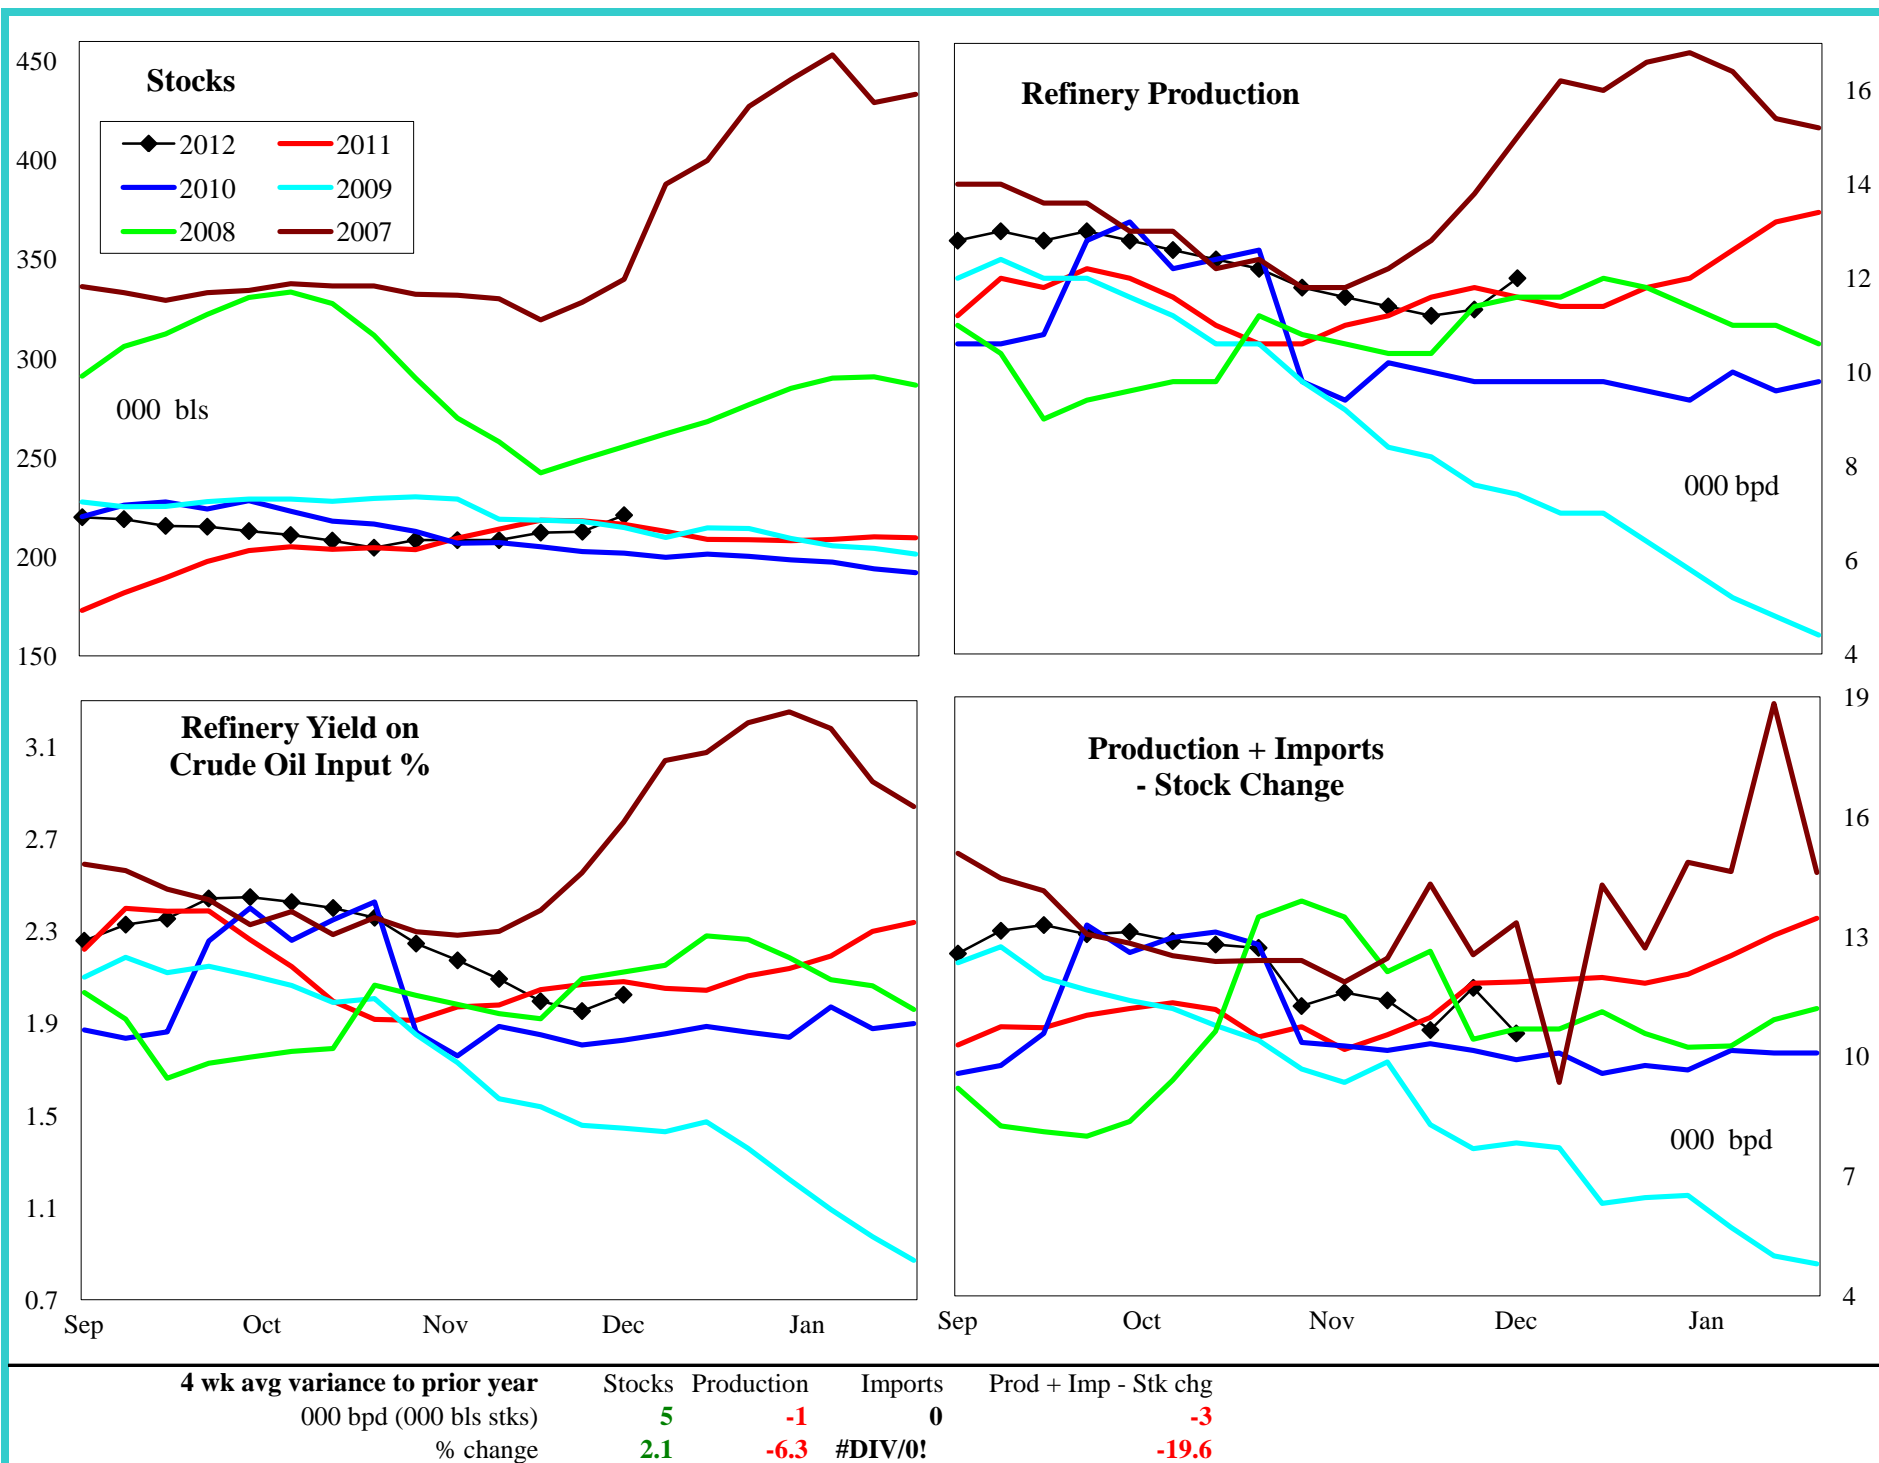 Stocks
2012 2011
2010 2009
2008 2007
000 bls
450
400
350
300
250
200
150
Refinery Production
000 bpd
16
14
12
10
8
6
4
Refinery Yield on
Crude Oil Input %
3.1
2.7
2.3
1.9
1.5
1.1
0.7
Sep Oct Nov Dec Jan
Production + Imports
- Stock Change
000 bpd
19
16
13
10
7
4
Sep Oct Nov Dec Jan
4 wk avg variance to prior year Stocks Production Imports Prod + Imp - Stk chg
000 bpd (000 bls stks) 5 -1 0 -3
% change 2.1 -6.3 #DIV/0! -19.6